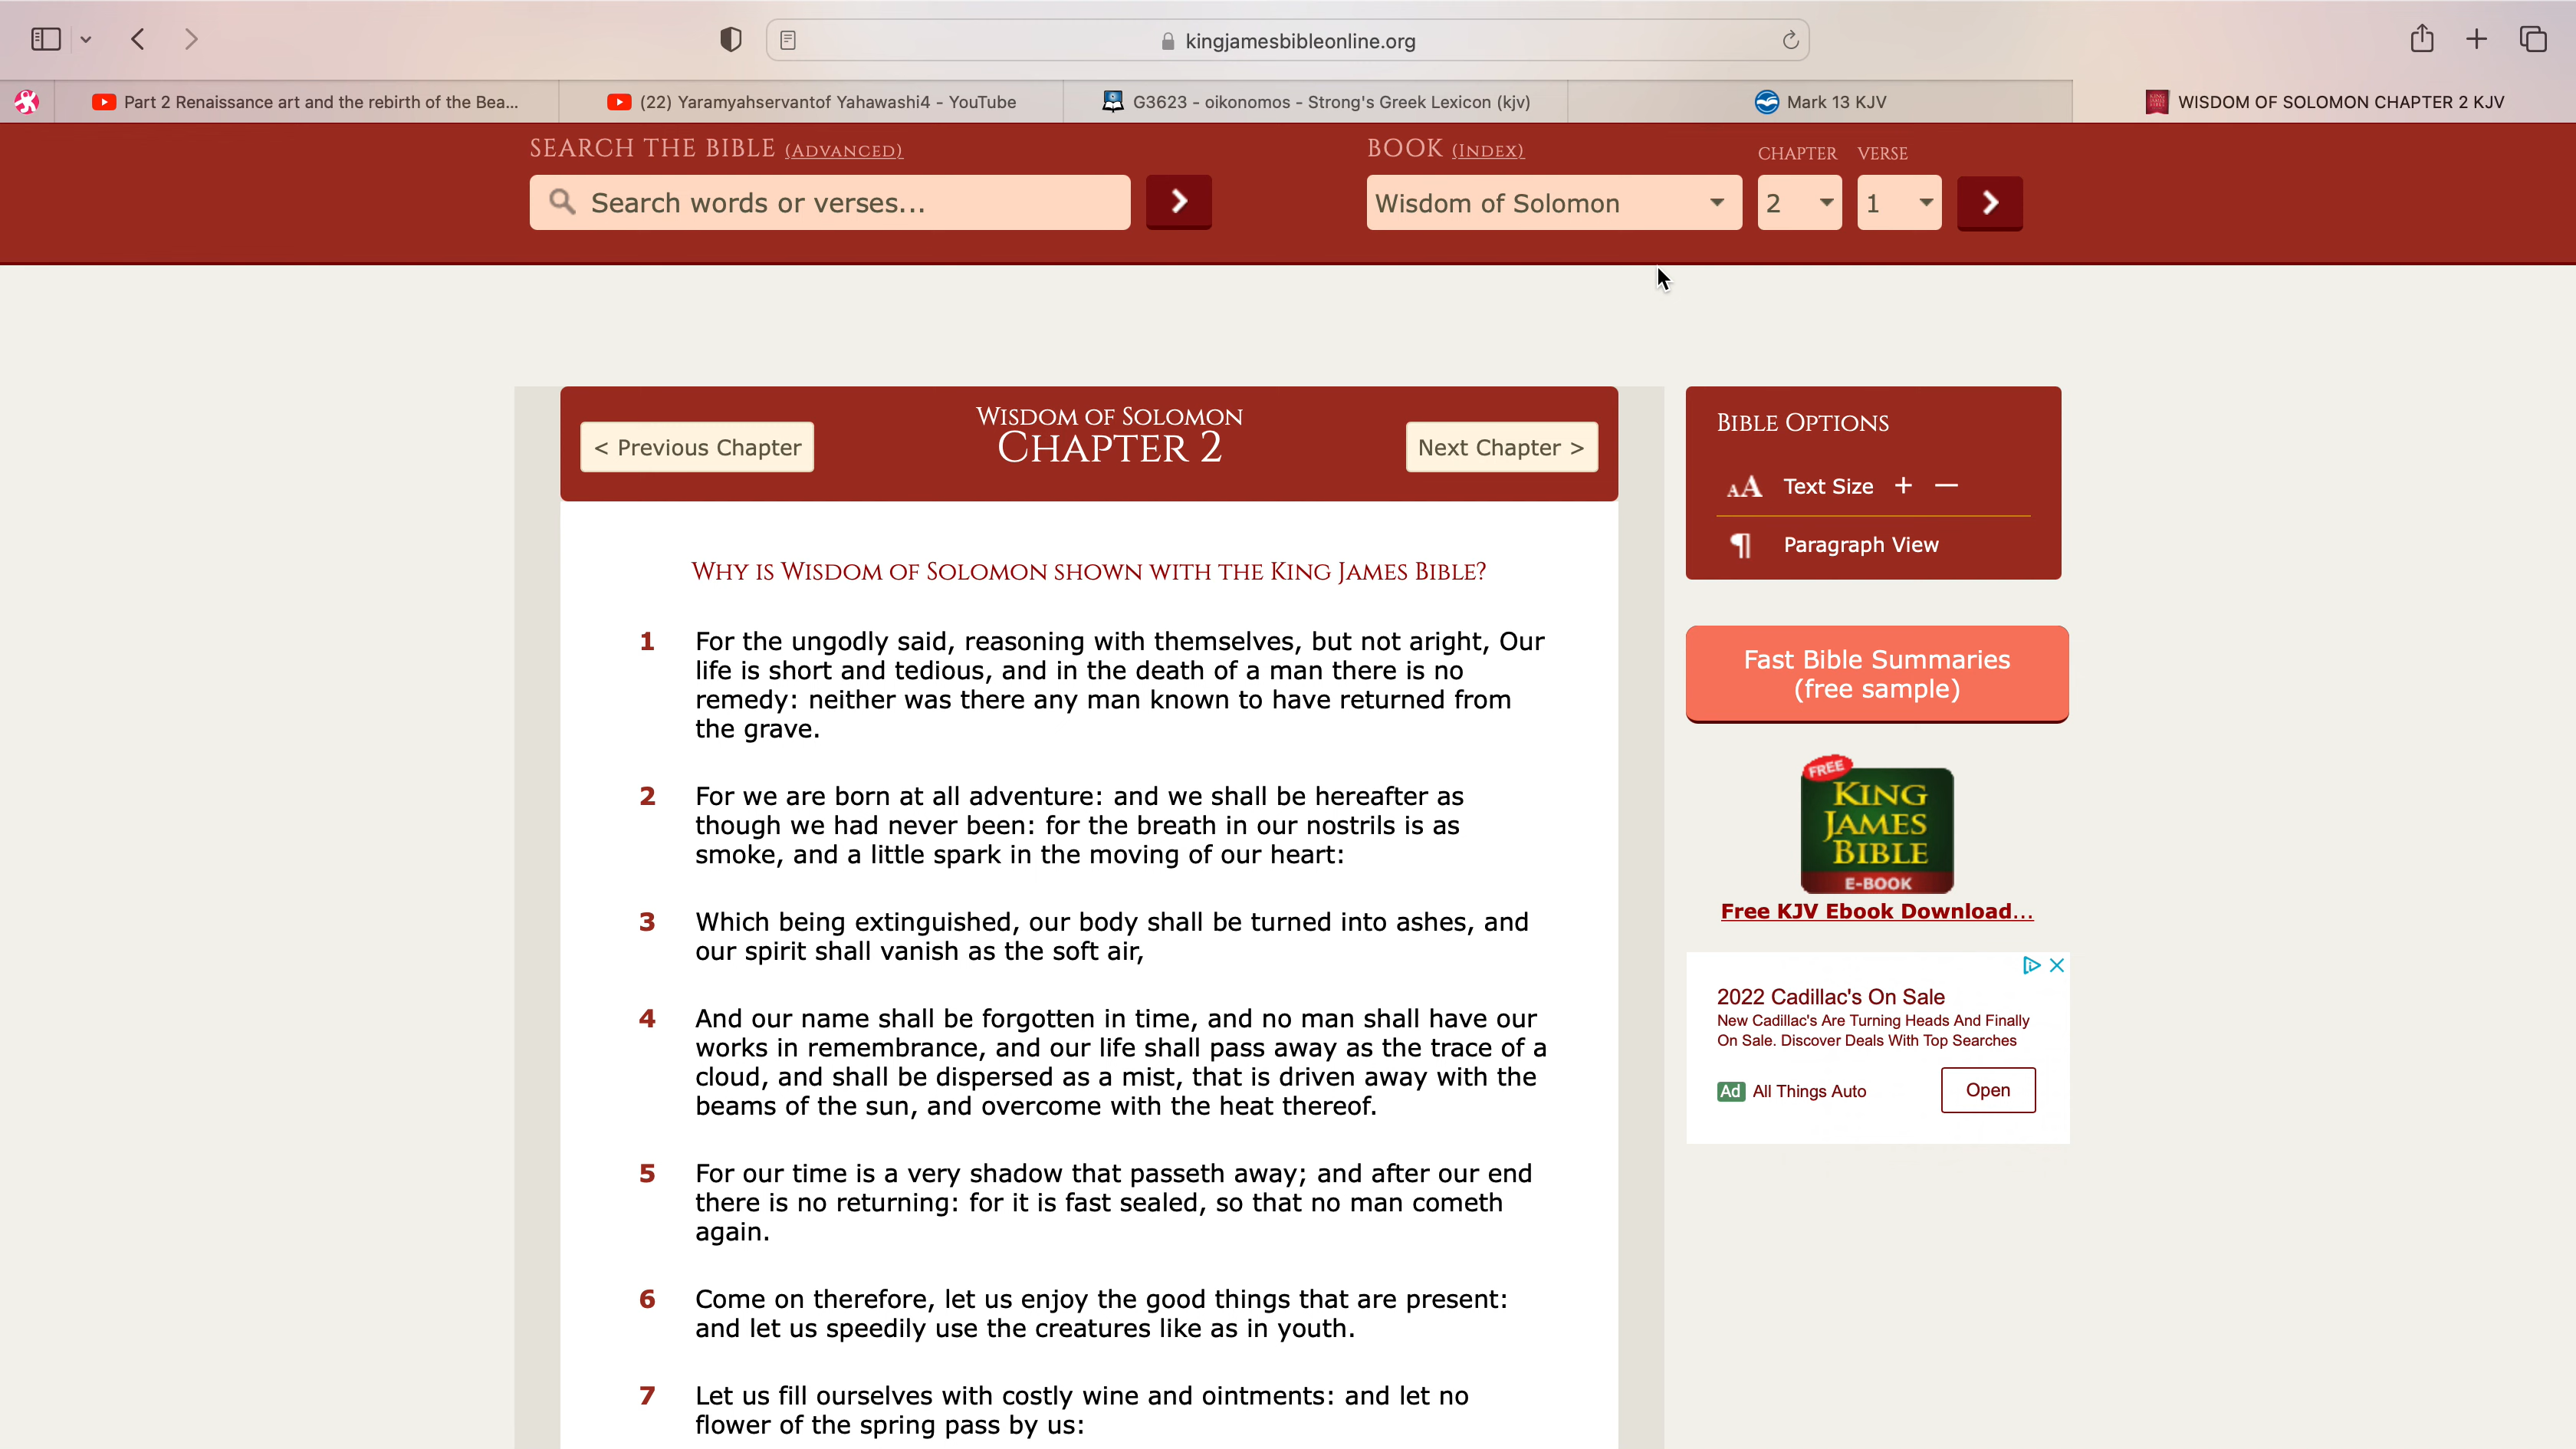 kingjamesbibleonline.org
Part 2 Renaissance art and the rebirth of the Bea...
(22) Yaramyahservantof Yahawashi4 - YouTube
G3623 - oikonomos - Strong's Greek Lexicon (kjv)
Mark 13 KJV
WISDOM OF SOLOMON CHAPTER 2 KJV
SEARCH THE BIBLE (ADVANCED)
BOOK (INDEX)
CHAPTER
VERSE
Search words or verses...
Wisdom of Solomon
2
1
< Previous Chapter
WISDOM OF SOLOMON
CHAPTER 2
Next Chapter >
WHY IS WISDOM OF SOLOMON SHOWN WITH THE KING JAMES BIBLE?
1 For the ungodly said, reasoning with themselves, but not aright, Our
life is short and tedious, and in the death of a man there is no
remedy: neither was there any man known to have returned from
the grave.
2 For we are born at all adventure: and we shall be hereafter as
though we had never been: for the breath in our nostrils is as
smoke, and a little spark in the moving of our heart:
3 Which being extinguished, our body shall be turned into ashes, and
our spirit shall vanish as the soft air,
4 And our name shall be forgotten in time, and no man shall have our
works in remembrance, and our life shall pass away as the trace of a
cloud, and shall be dispersed as a mist, that is driven away with the
beams of the sun, and overcome with the heat thereof.
5 For our time is a very shadow that passeth away; and after our end
there is no returning: for it is fast sealed, so that no man cometh
again.
6 Come on therefore, let us enjoy the good things that are present:
and let us speedily use the creatures like as in youth.
7 Let us fill ourselves with costly wine and ointments: and let no
flower of the spring pass by us:
BIBLE OPTIONS
AA Text Size + —
¶ Paragraph View
Fast Bible Summaries
(free sample)
FREE
KING
JAMES
BIBLE
E-BOOK
Free KJV Ebook Download...
2022 Cadillac's On Sale
New Cadillac's Are Turning Heads And Finally
On Sale. Discover Deals With Top Searches
Ad All Things Auto
Open